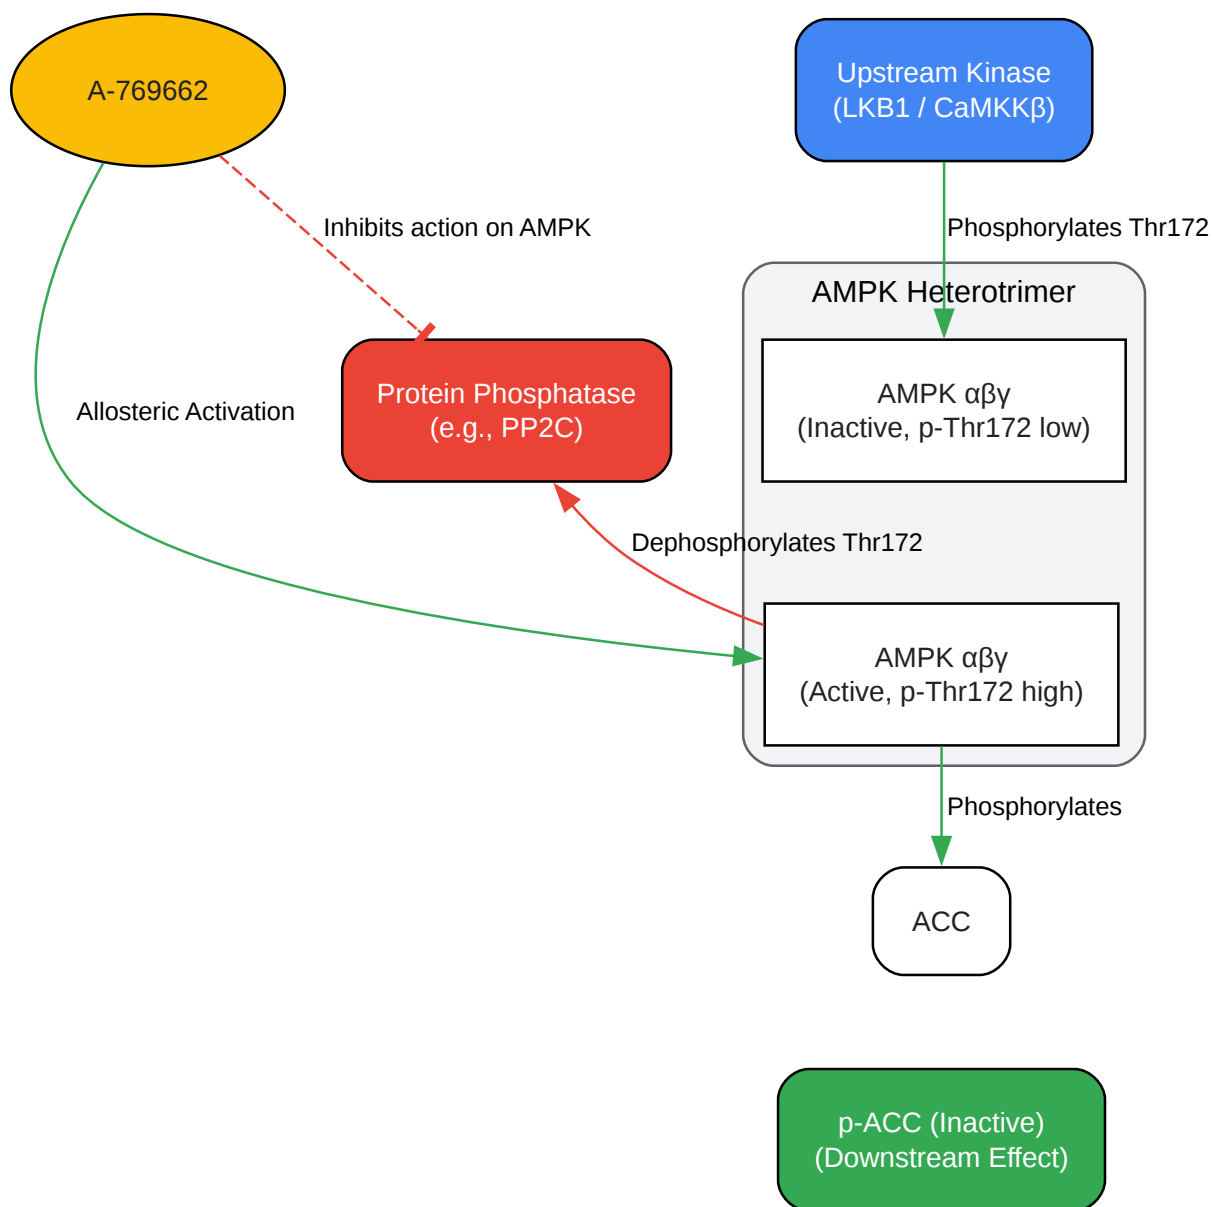 A-769662
Upstream Kinase
(LKB1 / CaMKKβ)
Inhibits action on AMPK
Phosphorylates Thr172
AMPK Heterotrimer
Protein Phosphatase
(e.g., PP2C)
AMPK αβγ
(Inactive, p-Thr172 low)
Allosteric Activation
Dephosphorylates Thr172
AMPK αβγ
(Active, p-Thr172 high)
Phosphorylates
ACC
p-ACC (Inactive)
(Downstream Effect)